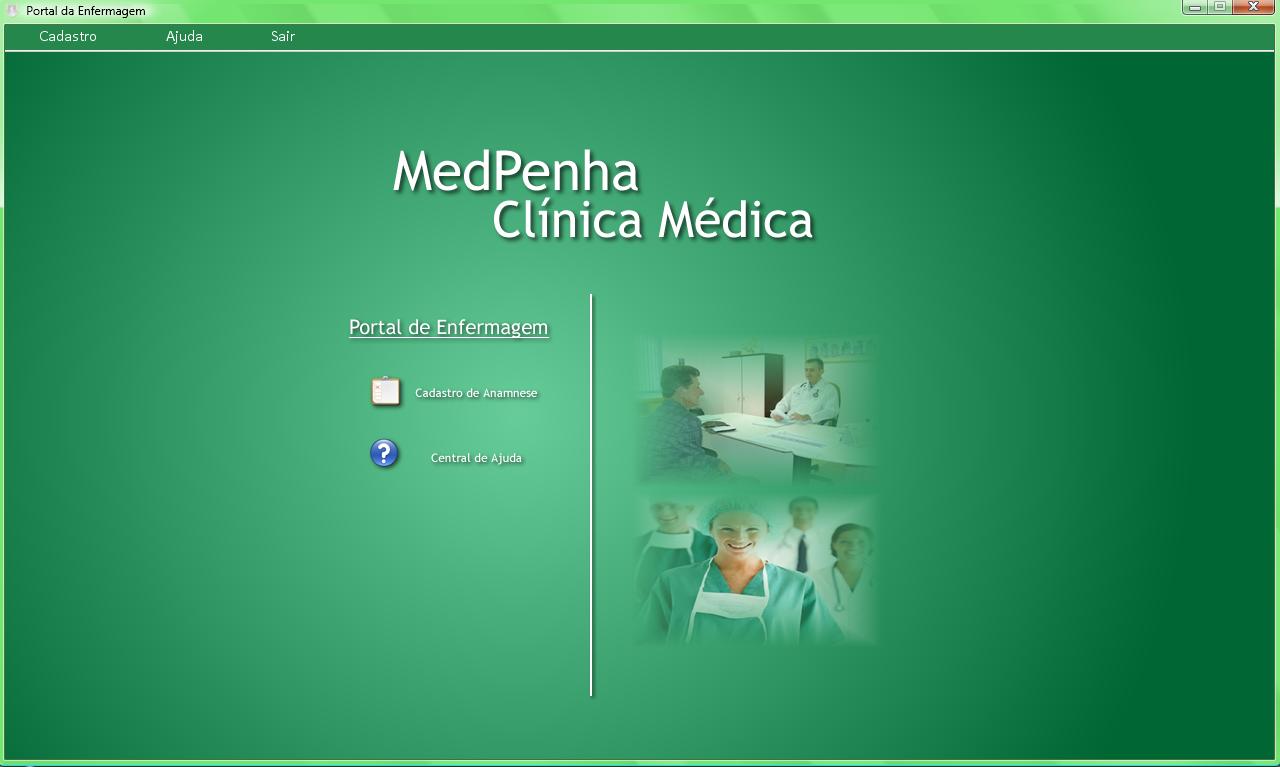 Portal da Enfermagem
Cadastro Ajuda Sair
MedPenha
Clínica Médica
Portal de Enfermagem
Cadastro de Anamnese
?
Central de Ajuda